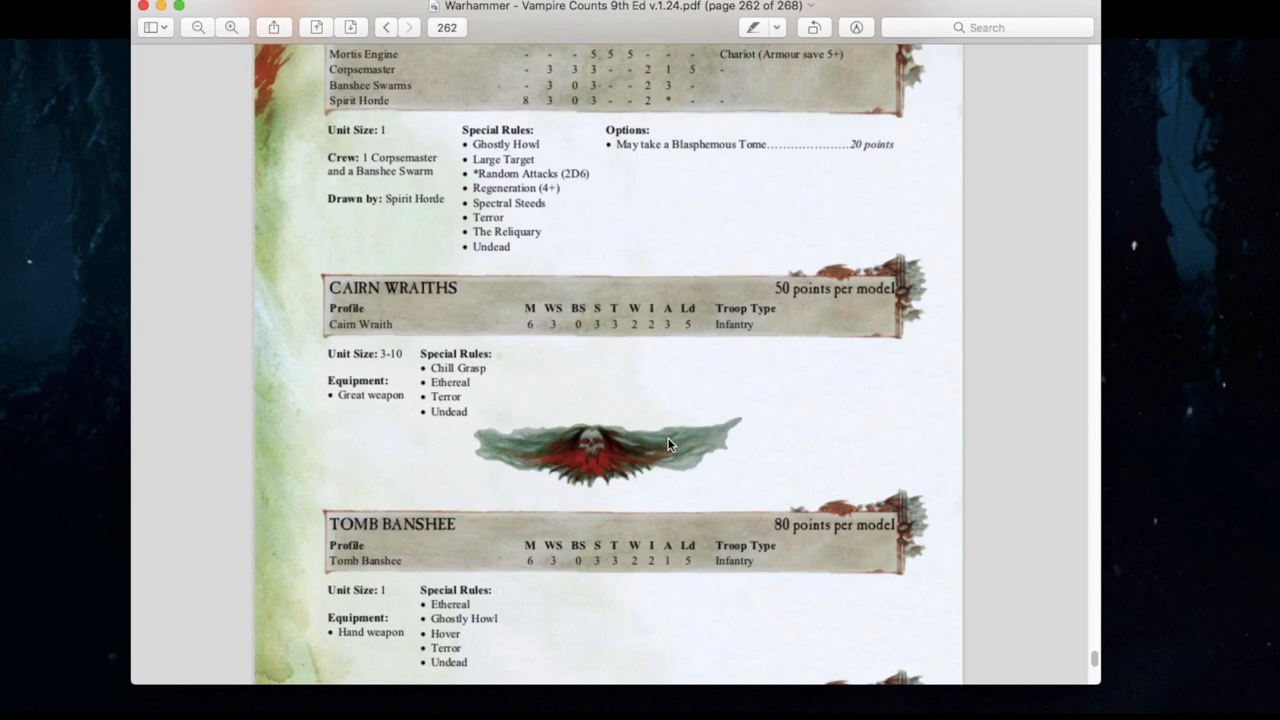 Warhammer - Vampire Counts 9th Ed v.1.24.pdf (page 262 of 268)
262
Search
Mortis Engine - - - 5 5 5 - - - Chariot (Armour save 5+)
Corpsemaster - 3 3 3 - - 2 1 5 -
Banshee Swarms - 3 0 3 - - 2 3 -
Spirit Horde 8 3 0 3 - - 2 * - -
Unit Size: 1
Crew: 1 Corpsemaster
and a Banshee Swarm
Drawn by: Spirit Horde
Special Rules:
• Ghostly Howl
• Large Target
• *Random Attacks (2D6)
• Regeneration (4+)
• Spectral Steeds
• Terror
• The Reliquary
• Undead
Options:
• May take a Blasphemous Tome.....................20 points
CAIRN WRAITHS 50 points per model
Profile M WS BS S T W I A Ld Troop Type
Cairn Wraith 6 3 0 3 3 2 2 3 5 Infantry
Unit Size: 3-10
Equipment:
• Great weapon
Special Rules:
• Chill Grasp
• Ethereal
• Terror
• Undead
TOMB BANSHEE 80 points per model
Profile M WS BS S T W I A Ld Troop Type
Tomb Banshee 6 3 0 3 3 2 2 1 5 Infantry
Unit Size: 1
Equipment:
• Hand weapon
Special Rules:
• Ethereal
• Ghostly Howl
• Hover
• Terror
• Undead